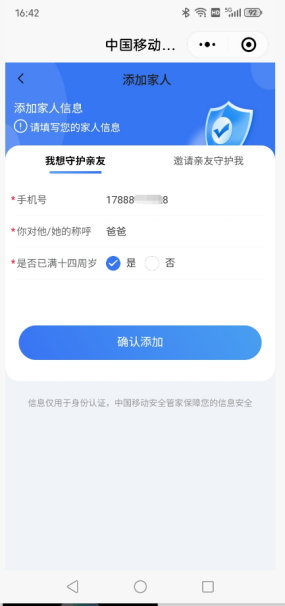 16:42
HD 5G 92
中国移动...
添加家人
添加家人信息
请填写您的家人信息
我想守护亲友 邀请亲友守护我
*手机号 17888 8
*你对他/她的称呼 爸爸
*是否已满十四周岁 是 否
确认添加
信息仅用于身份认证,中国移动安全管家保障您的信息安全